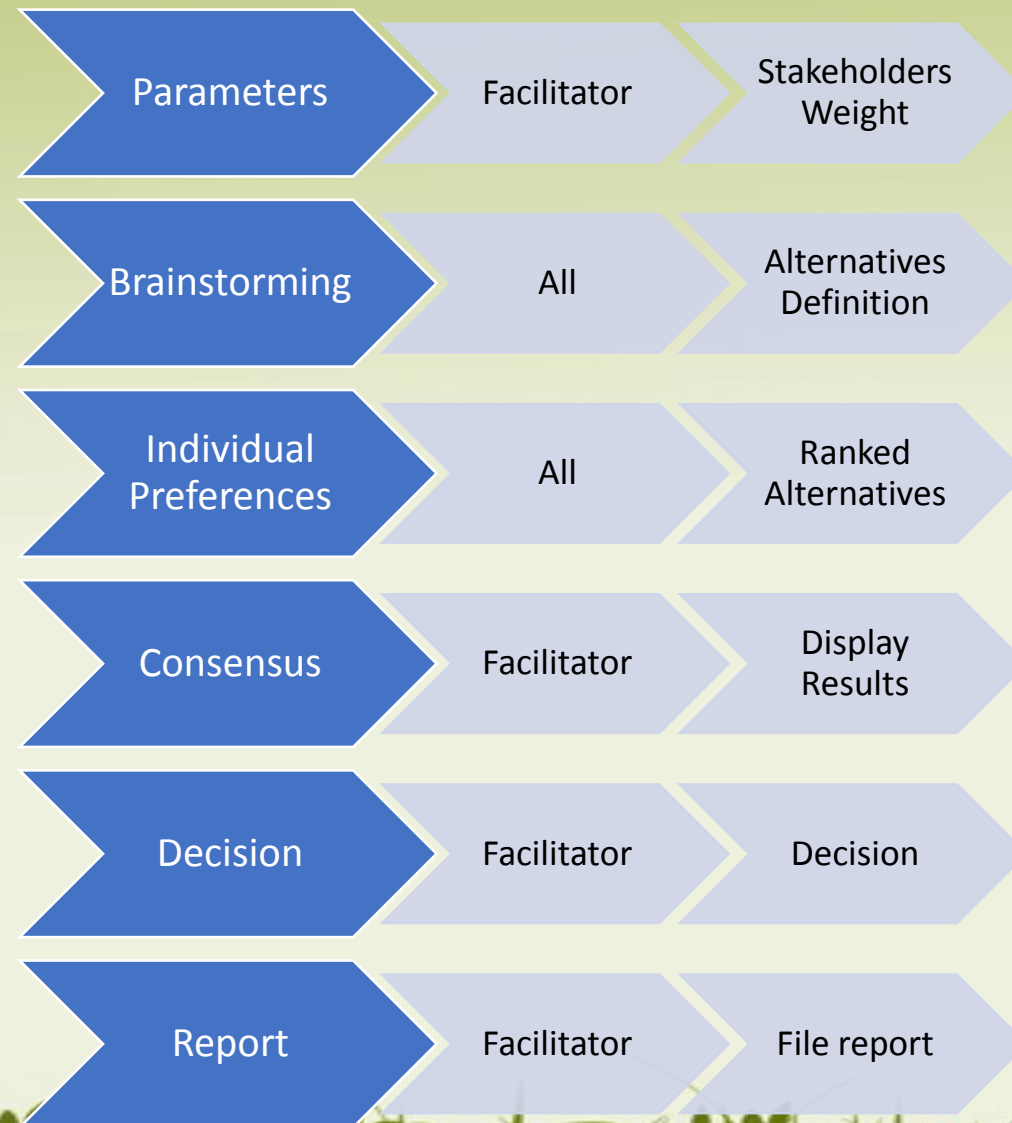 Parameters
Facilitator
Stakeholders
Weight
Brainstorming
All
Alternatives
Definition
Individual
Preferences
All
Ranked
Alternatives
Consensus
Facilitator
Display
Results
Decision
Facilitator
Decision
Report
Facilitator
File report